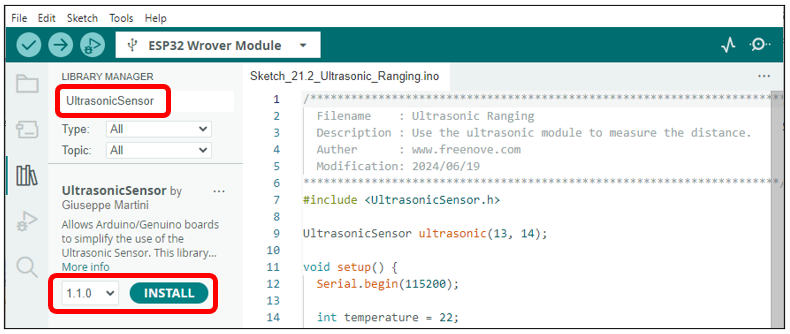 File Edit Sketch Tools Help
ESP32 Wrover Module
LIBRARY MANAGER
UltrasonicSensor
Type: All
Topic: All
UltrasonicSensor by
Giuseppe Martini
Allows Arduino/Genuino boards
to simplify the use of the
Ultrasonic Sensor. This library...
More info
1.1.0 INSTALL
Sketch_21.2_Ultrasonic_Ranging.ino
1 /**********************************************************************
2 Filename : Ultrasonic Ranging
3 Description : Use the ultrasonic module to measure the distance.
4 Auther : www.freenove.com
5 Modification: 2024/06/19
6 **********************************************************************/
7 #include <UltrasonicSensor.h>
8
9 UltrasonicSensor ultrasonic(13, 14);
10
11 void setup() {
12 Serial.begin(115200);
13
14 int temperature = 22;